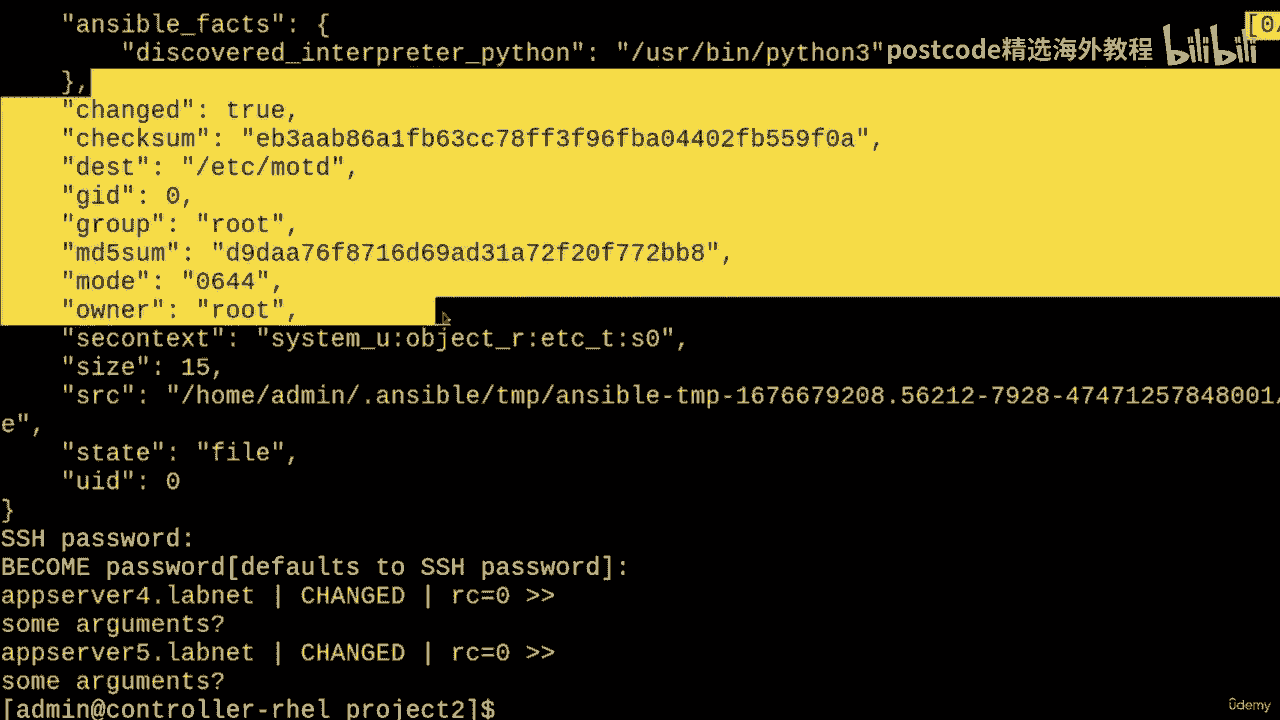 "ansible_facts": {
[0/
"discovered_interpreter_python": "/usr/bin/python3"
postcode精选海外教程
bilibili
},
"changed": true,
"checksum": "eb3aab86a1fb63cc78ff3f96fba04402fb559f0a",
"dest": "/etc/motd",
"gid": 0,
"group": "root",
"md5sum": "d9daa76f8716d69ad31a72f20f772bb8",
"mode": "0644",
"owner": "root",
"secontext": "system_u:object_r:etc_t:s0",
"size": 15,
"src": "/home/admin/.ansible/tmp/ansible-tmp-1676679208.56212-7928-47471257848001/
e",
"state": "file",
"uid": 0
}
SSH password:
BECOME password[defaults to SSH password]:
appserver4.labnet | CHANGED | rc=0 >>
some arguments?
appserver5.labnet | CHANGED | rc=0 >>
some arguments?
[admin@controller-rhel project2]$
ûdemy